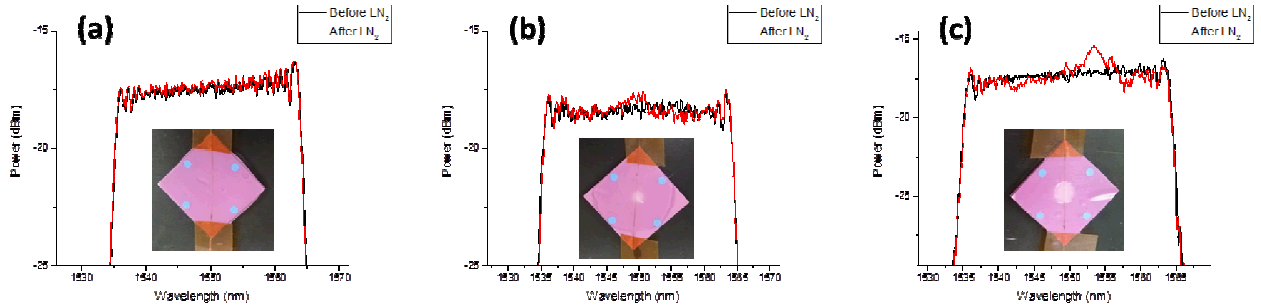 (a)
Before LN2
After LN2
-15
-20
-25
Power (dBm)
1530 1540 1550 1560 1570
Wavelength (nm)
(b)
Before LN2
After LN2
-15
-20
-25
Power (dBm)
1530 1535 1540 1545 1550 1555 1560 1565 1570
Wavelength (nm)
(c)
Before LN2
After LN2
-15
-20
-25
Power (dBm)
1530 1535 1540 1545 1550 1555 1560 1565
Wavelength (nm)